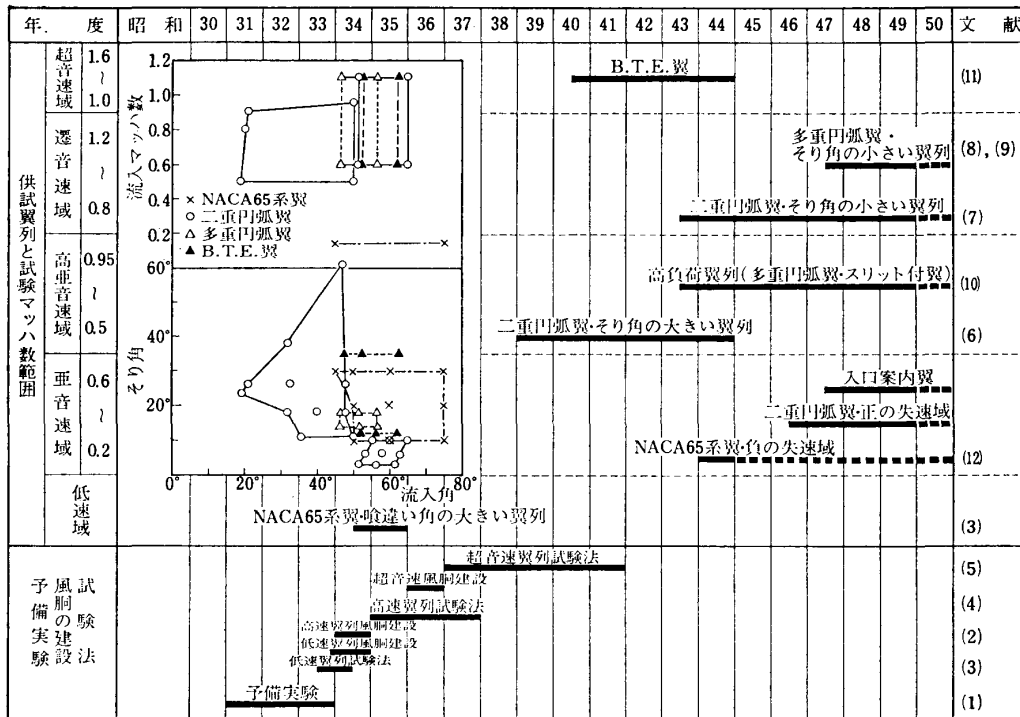 年度 昭和 30 31 32 33 34 35 36 37 38 39 40 41 42 43 44 45 46 47 48 49 50 文献
供試翼列と試験マッハ数範囲
超音速域 1.6 ~ 1.0
B.T.E.翼 (11)
遷音速域 1.2 ~ 0.8
多重円弧翼・そり角の小さい翼列 (8),(9)
二重円弧翼・そり角の小さい翼列 (7)
高亜音速域 0.95 ~ 0.5
高負荷翼列(多重円弧翼・スリット付翼) (10)
二重円弧翼・そり角の大きい翼列 (6)
亜音速域 0.6 ~ 0.2
入口案内翼
二重円弧翼・正の失速域
NACA65系翼・負の失速域 (12)
低速域
NACA65系翼・喰違い角の大きい翼列 (3)
流入マッハ数
1.2
1.0
0.8
0.6
0.4
0.2
× NACA65系翼
○ 二重円弧翼
△ 多重円弧翼
▲ B.T.E.翼
そり角
60°
40°
20°
0° 20° 40° 60° 80°
流入角
予備実験 風胴の建設 試験法
超音速翼列試験法 (5)
超音速風胴建設
高速翼列試験法 (4)
高速翼列風胴建設 (2)
低速翼列風胴建設
低速翼列試験法 (3)
予備実験 (1)